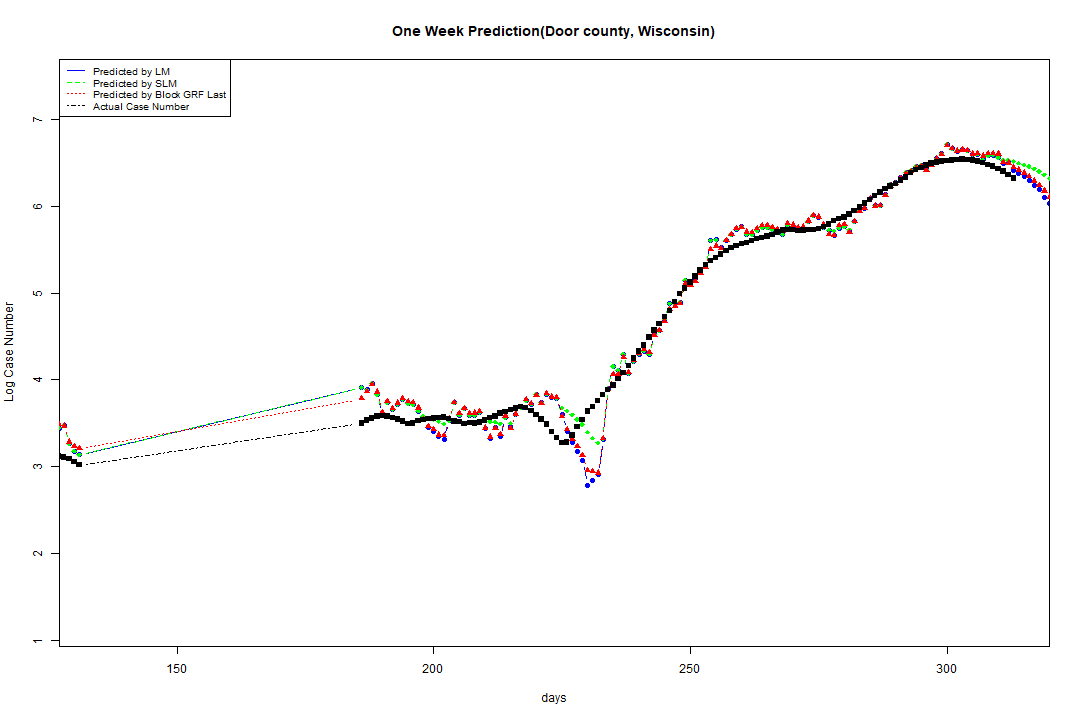 One Week Prediction(Door county, Wisconsin)
Predicted by LM
Predicted by SLM
Predicted by Block GRF Last
Actual Case Number
7
6
5
4
3
2
1
Log Case Number
150 200 250 300
days